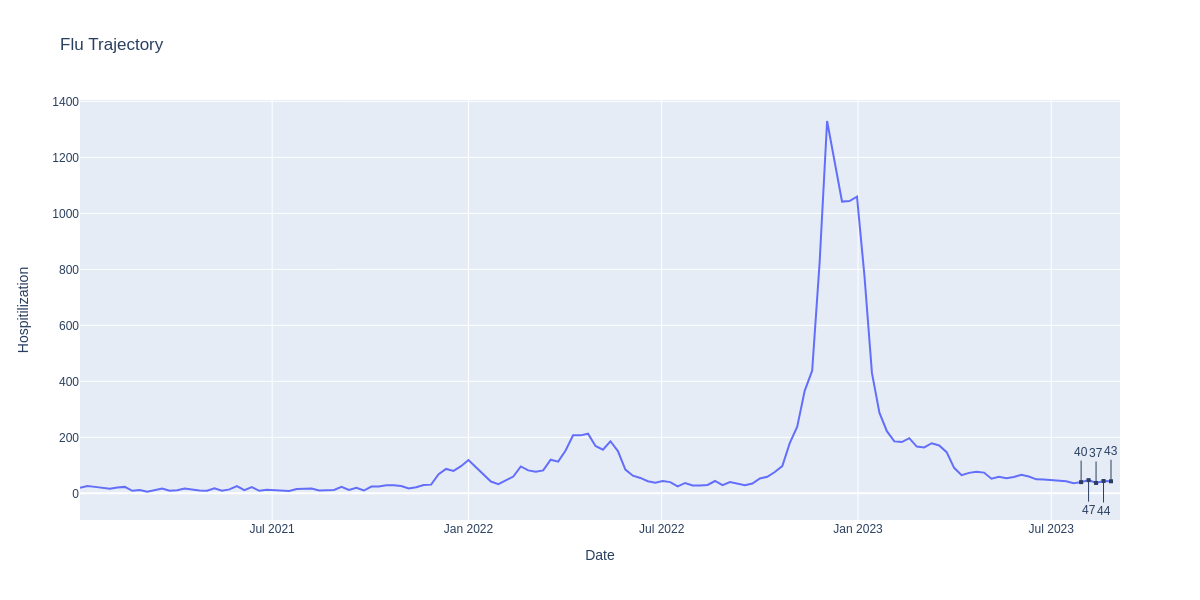 Flu Trajectory
1400
1200
1000
800
600
400
200
0
Hospitilization
40 37 43
47 44
Jul 2021 Jan 2022 Jul 2022 Jan 2023 Jul 2023
Date